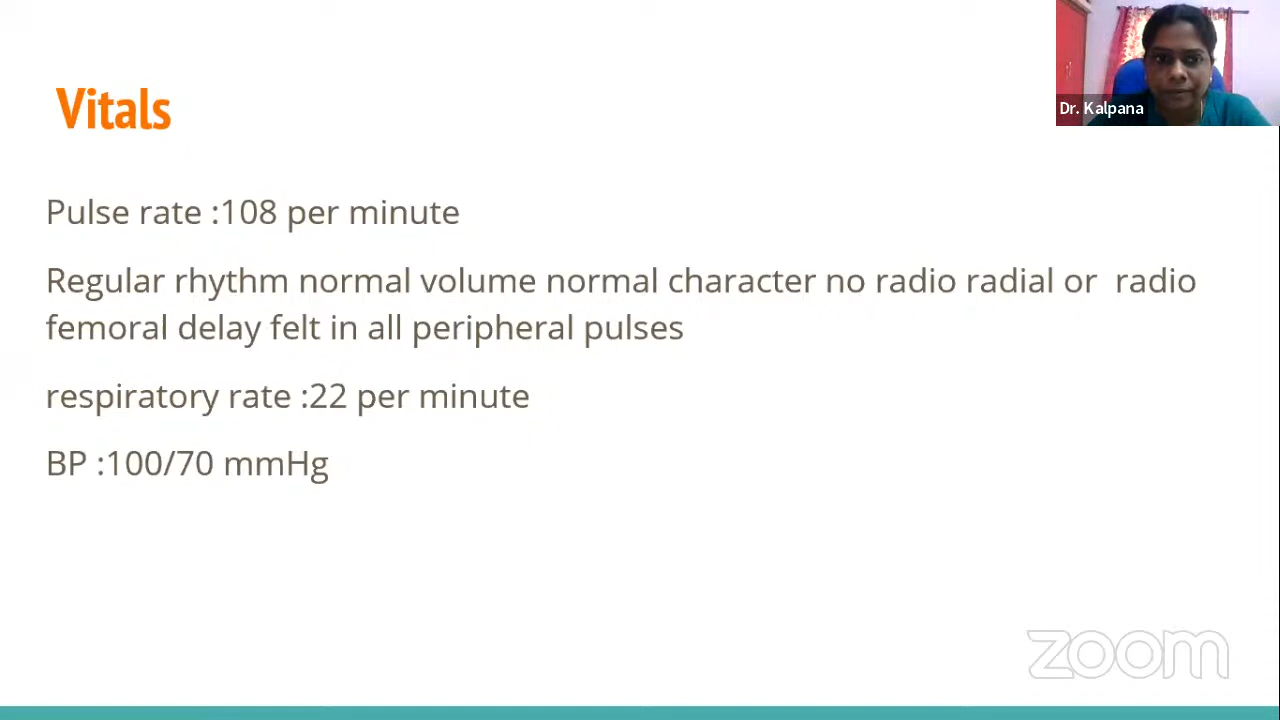 Vitals
Dr. Kalpana
Pulse rate :108 per minute
Regular rhythm normal volume normal character no radio radial or radio
femoral delay felt in all peripheral pulses
respiratory rate :22 per minute
BP :100/70 mmHg
zoom